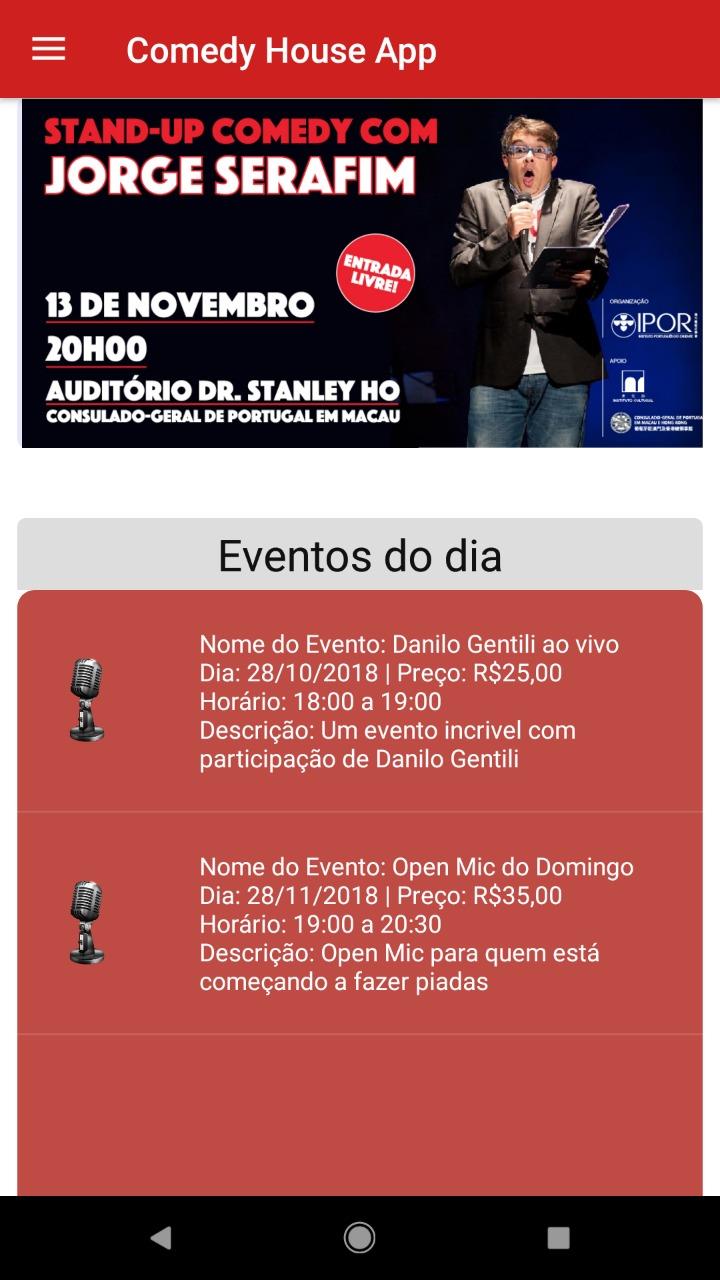 Comedy House App
STAND-UP COMEDY COM
JORGE SERAFIM
ENTRADA
LIVRE!
13 DE NOVEMBRO
20H00
AUDITÓRIO DR. STANLEY HO
CONSULADO-GERAL DE PORTUGAL EM MACAU
ORGANIZAÇÃO
IPOR
INSTITUTO PORTUGUÊS DO ORIENTE
APOIO
INSTITUTO CULTURAL
CONSULADO-GERAL DE PORTUGAL
EM MACAU E HONG KONG
Eventos do dia
Nome do Evento: Danilo Gentili ao vivo
Dia: 28/10/2018 | Preço: R$25,00
Horário: 18:00 a 19:00
Descrição: Um evento incrivel com
participação de Danilo Gentili
Nome do Evento: Open Mic do Domingo
Dia: 28/11/2018 | Preço: R$35,00
Horário: 19:00 a 20:30
Descrição: Open Mic para quem está
começando a fazer piadas